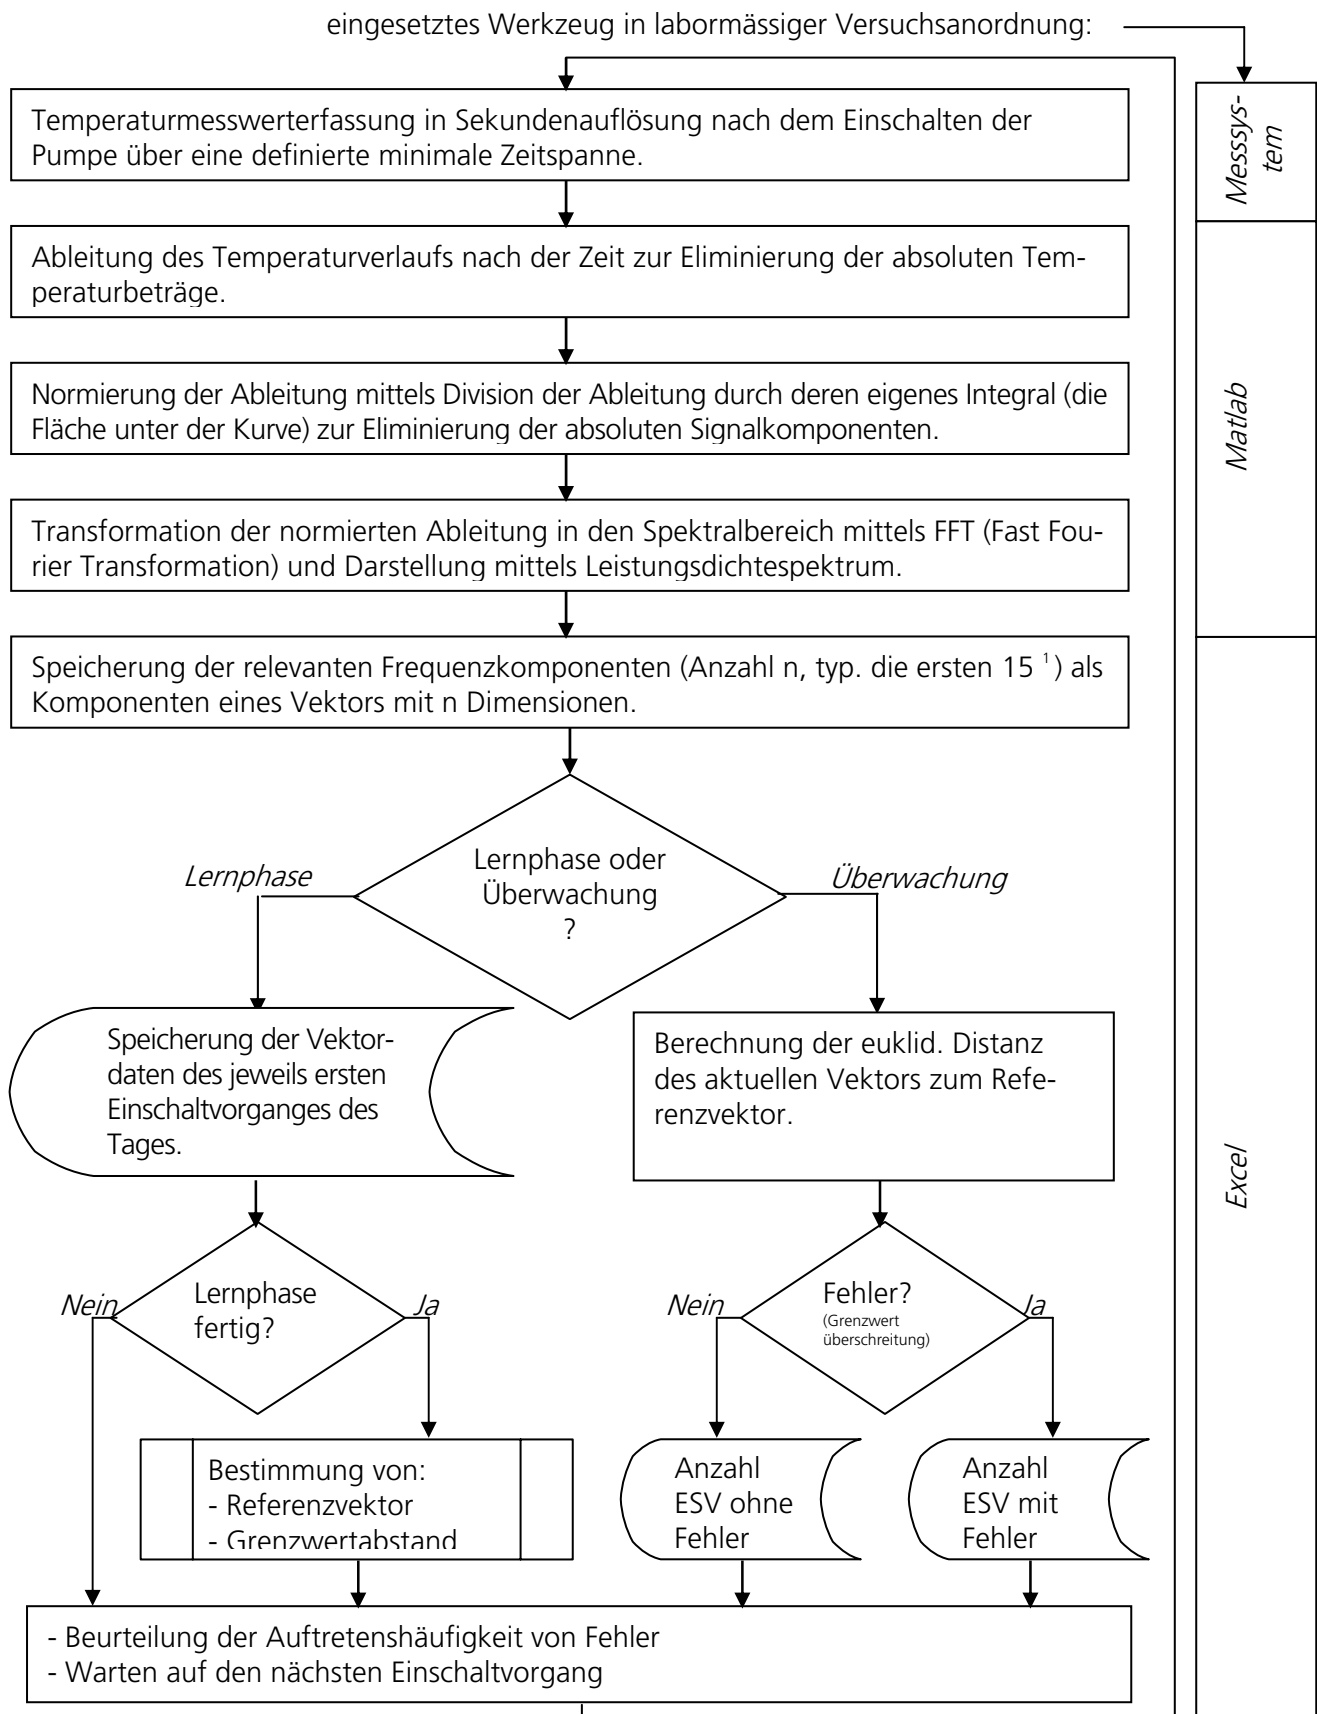 eingesetztes Werkzeug in labormässiger Versuchsanordnung:
Temperaturmesswerterfassung in Sekundenauflösung nach dem Einschalten der
Pumpe über eine definierte minimale Zeitspanne.
Messsys-
tem
Ableitung des Temperaturverlaufs nach der Zeit zur Eliminierung der absoluten Tem-
peraturbeträge.
Normierung der Ableitung mittels Division der Ableitung durch deren eigenes Integral (die
Fläche unter der Kurve) zur Eliminierung der absoluten Signalkomponenten.
Matlab
Transformation der normierten Ableitung in den Spektralbereich mittels FFT (Fast Fou-
rier Transformation) und Darstellung mittels Leistungsdichtespektrum.
Speicherung der relevanten Frequenzkomponenten (Anzahl n, typ. die ersten 15 ¹) als
Komponenten eines Vektors mit n Dimensionen.
Lernphase oder
Überwachung
?
Lernphase
Überwachung
Speicherung der Vektor-
daten des jeweils ersten
Einschaltvorganges des
Tages.
Berechnung der euklid. Distanz
des aktuellen Vektors zum Refe-
renzvektor.
Excel
Nein
Lernphase
fertig?
Ja
Nein
Fehler?
(Grenzwert
überschreitung)
Ja
Bestimmung von:
- Referenzvektor
- Grenzwertabstand
Anzahl
ESV ohne
Fehler
Anzahl
ESV mit
Fehler
- Beurteilung der Auftretenshäufigkeit von Fehler
- Warten auf den nächsten Einschaltvorgang